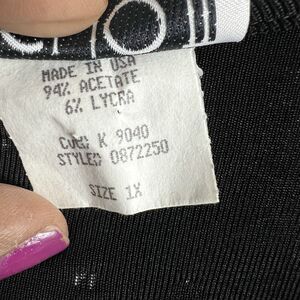 MADE IN USA
94% ACETATE
6% LYCRA
CUT# K 9040
STYLE# 0872250
SIZE 1X